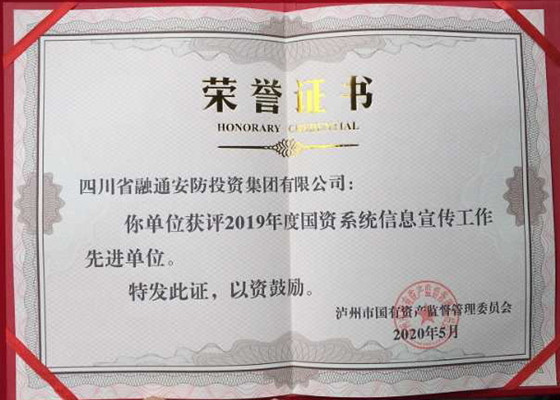 荣誉证书
HONORARY CREDENTIAL
四川省融通安防投资集团有限公司：
你单位获评2019年度国资系统信息宣传工作
先进单位。
特发此证，以资鼓励。
泸州市国有资产监督管理委员会
2020年5月